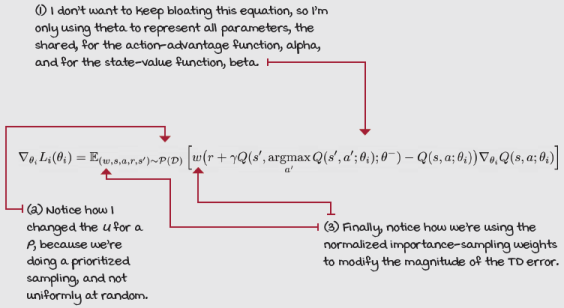 (1) I don't want to keep bloating this equation, so I'm
only using theta to represent all parameters, the
shared, for the action-advantage function, alpha,
and for the state-value function, beta.
∇θᵢLᵢ(θᵢ) = 𝔼(w,s,a,r,s′)∼𝒫(𝒟) [w(r + γQ(s′, argmax a′ Q(s′, a′; θᵢ); θ⁻) − Q(s, a; θᵢ))∇θᵢQ(s, a; θᵢ)]
(2) Notice how I
changed the U for a
P, because we're
doing a prioritized
sampling, and not
uniformly at random.
(3) Finally, notice how we're using the
normalized importance-sampling weights
to modify the magnitude of the TD error.